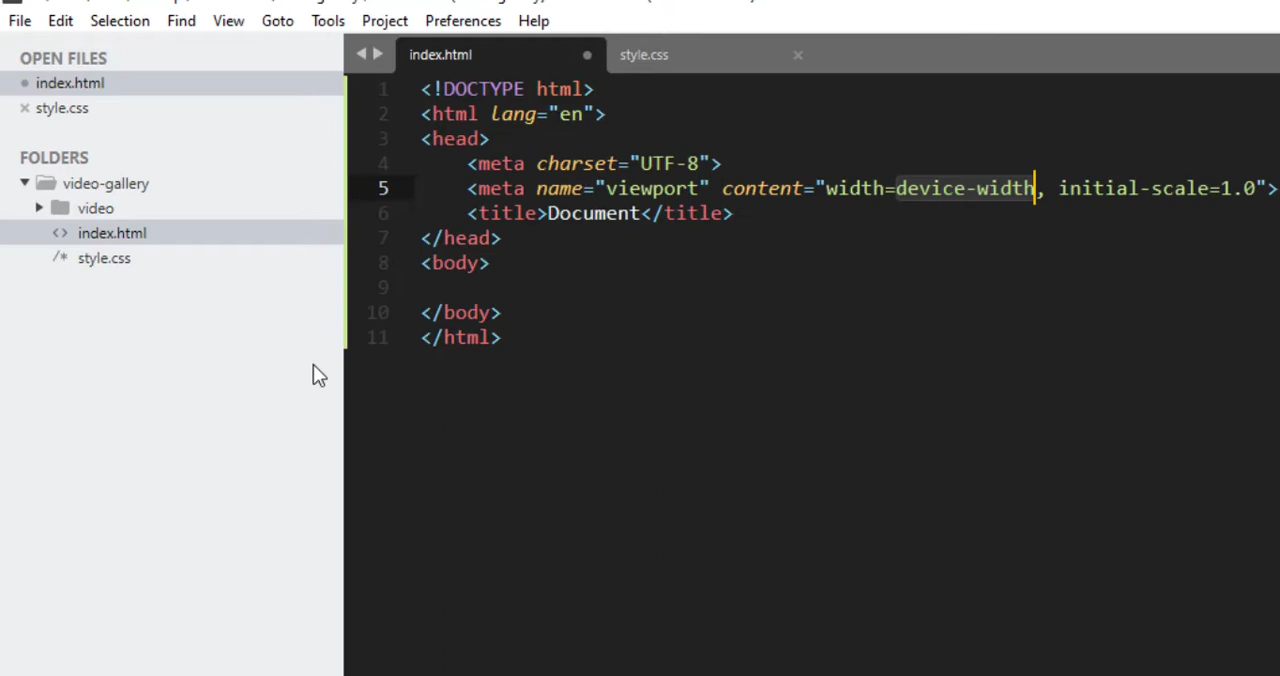 File Edit Selection Find View Goto Tools Project Preferences Help
OPEN FILES
index.html
style.css
FOLDERS
video-gallery
video
index.html
style.css
index.html style.css
1 <!DOCTYPE html>
2 <html lang="en">
3 <head>
4 <meta charset="UTF-8">
5 <meta name="viewport" content="width=device-width, initial-scale=1.0">
6 <title>Document</title>
7 </head>
8 <body>
9
10 </body>
11 </html>